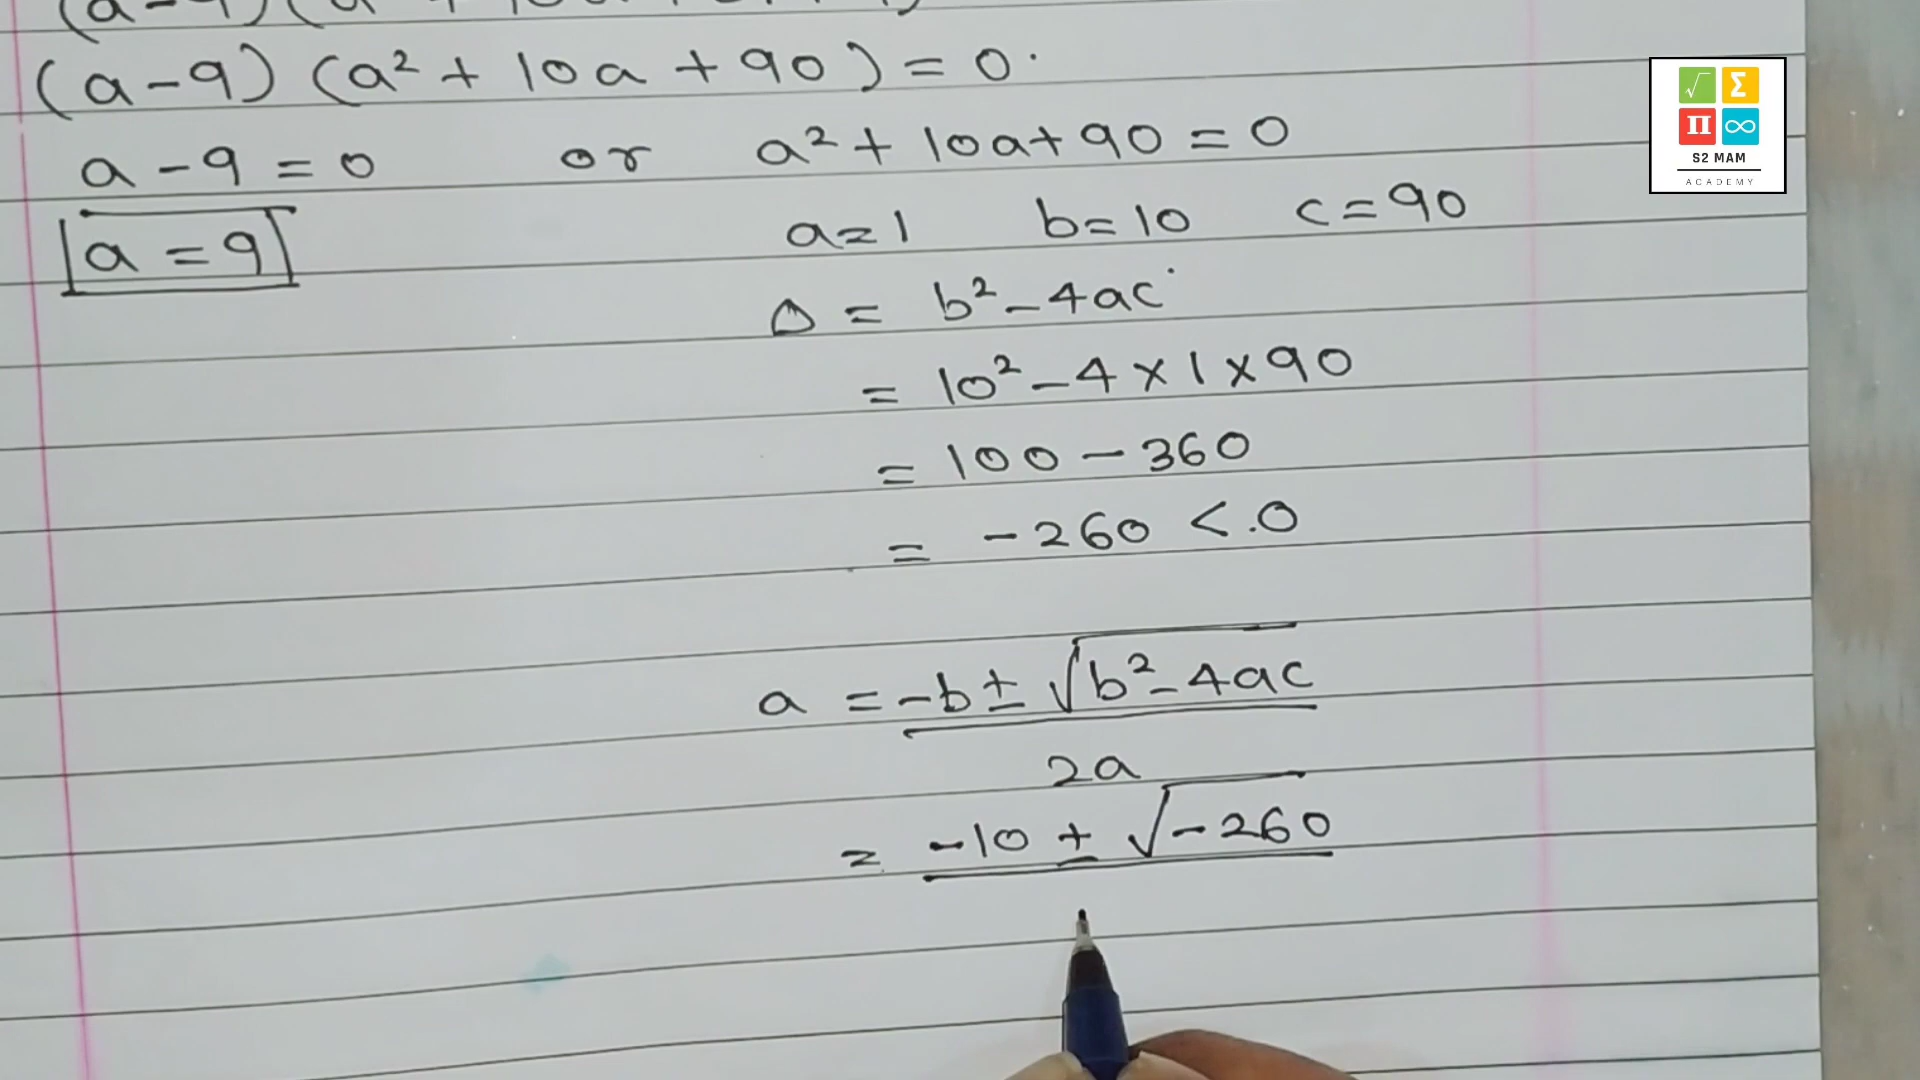 (a-9)(a² + 10a + 90) = 0.
a - 9 = 0 or a² + 10a + 90 = 0
a = 9
a = 1 b = 10 c = 90
Δ = b² - 4ac
= 10² - 4 × 1 × 90
= 100 - 360
= -260 < 0
a = -b ± √b² - 4ac
2a
= -10 ± √-260
√ Σ
π ∞
S2 MAM
ACADEMY